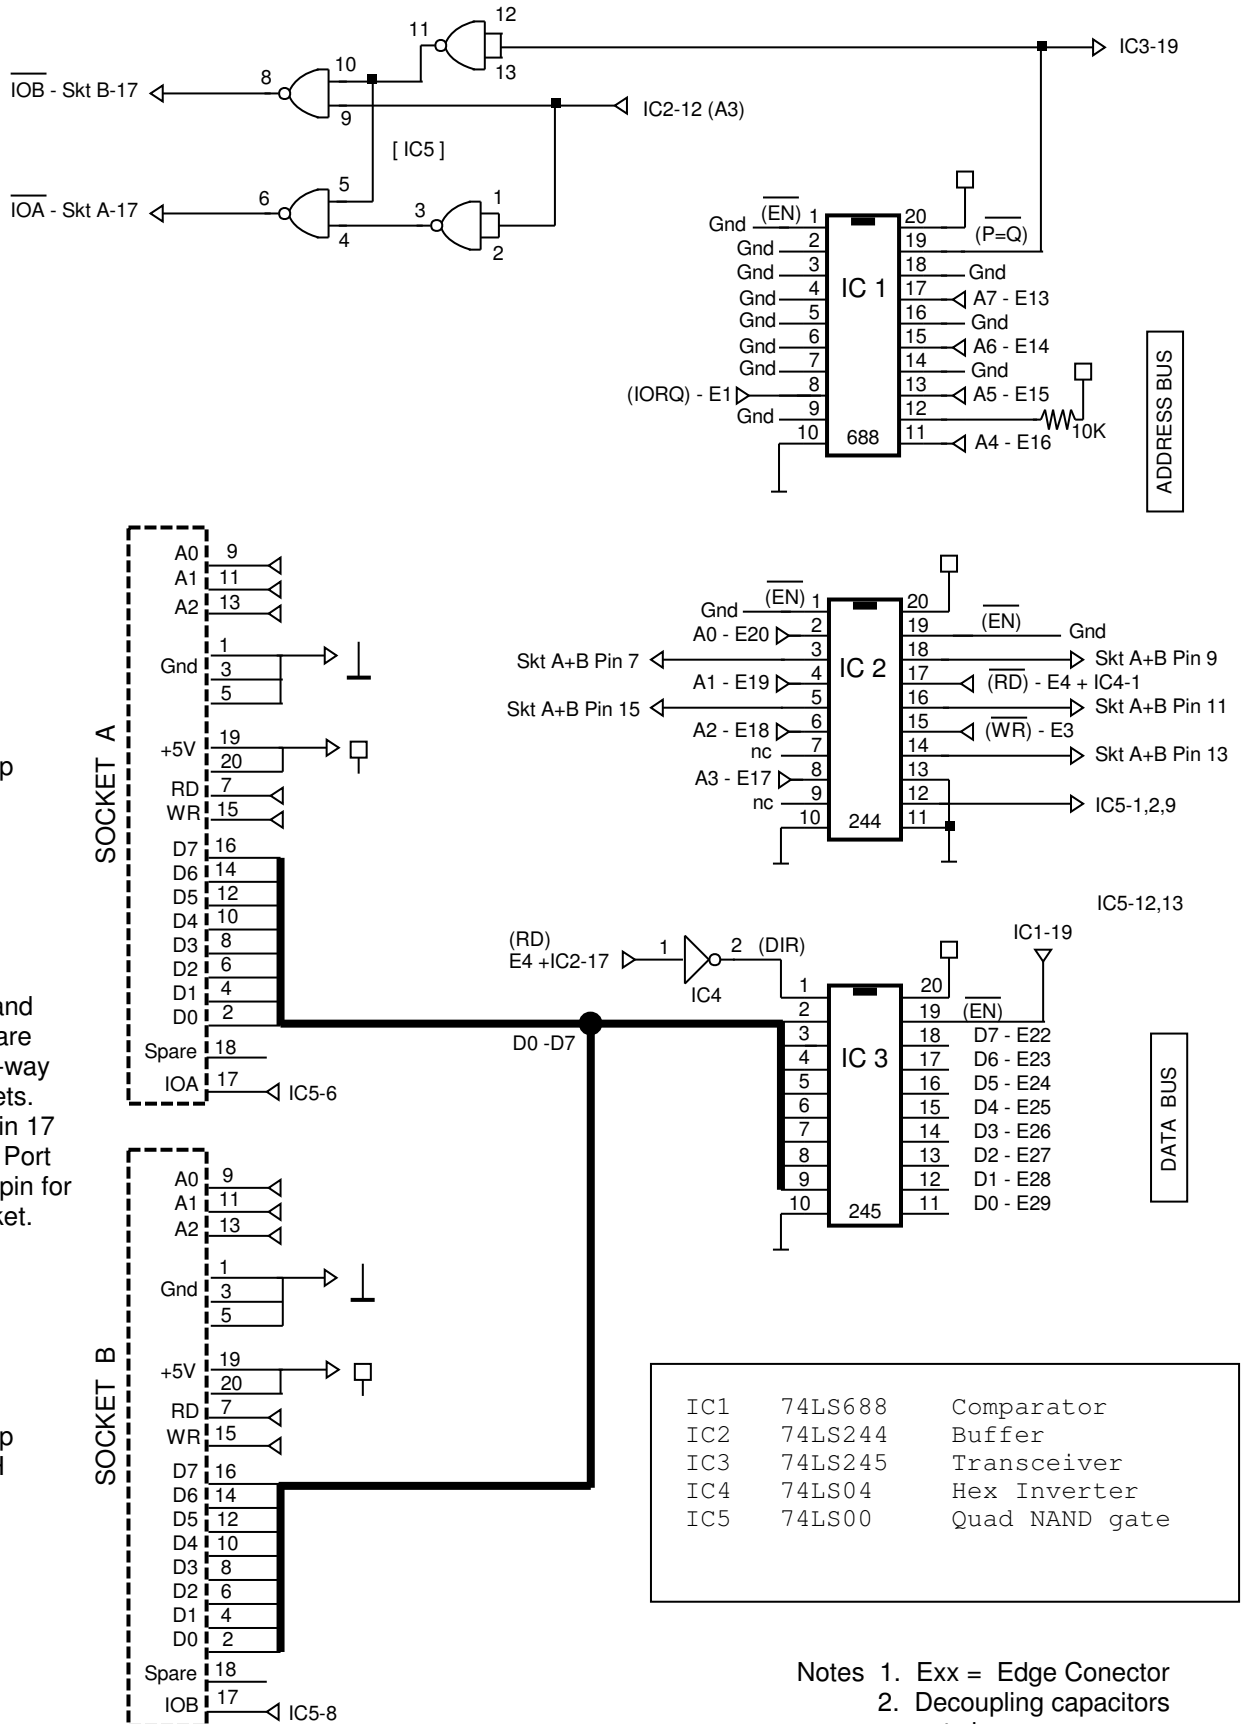 12
11
13
IC3-19
10
8
9
IOB - Skt B-17
IC2-12 (A3)
[ IC5 ]
5
6
4
IOA - Skt A-17
1
3
2
IC 1
688
Gnd (EN) 1
Gnd 2
Gnd 3
Gnd 4
Gnd 5
Gnd 6
Gnd 7
(IORQ) - E1 8
Gnd 9
10
20
19 (P=Q)
18 Gnd
17 A7 - E13
16 Gnd
15 A6 - E14
14 Gnd
13 A5 - E15
12 10K
11 A4 - E16
ADDRESS BUS
SOCKET A
A0 9
A1 11
A2 13
Gnd 1
3
5
+5V 19
20
RD 7
WR 15
D7 16
D6 14
D5 12
D4 10
D3 8
D2 6
D1 4
D0 2
Spare 18
IOA 17 IC5-6
IC 2
244
Gnd (EN) 1
A0 - E20 2
Skt A+B Pin 7 3
A1 - E19 4
Skt A+B Pin 15 5
A2 - E18 6
nc 7
A3 - E17 8
nc 9
10
20
19 (EN) Gnd
18 Skt A+B Pin 9
17 (RD) - E4 + IC4-1
16 Skt A+B Pin 11
15 (WR) - E3
14 Skt A+B Pin 13
13
12 IC5-1,2,9
11
p
and
are
-way
ets.
in 17
Port
pin for
ket.
p
d
IC5-12,13
IC1-19
(RD)
E4 +IC2-17 1 2 (DIR)
IC4
D0 -D7
IC 3
245
1
2
3
4
5
6
7
8
9
10
20
19 (EN)
18 D7 - E22
17 D6 - E23
16 D5 - E24
15 D4 - E25
14 D3 - E26
13 D2 - E27
12 D1 - E28
11 D0 - E29
DATA BUS
SOCKET B
A0 9
A1 11
A2 13
Gnd 1
3
5
+5V 19
20
RD 7
WR 15
D7 16
D6 14
D5 12
D4 10
D3 8
D2 6
D1 4
D0 2
Spare 18
IOB 17 IC5-8
IC1 74LS688 Comparator
IC2 74LS244 Buffer
IC3 74LS245 Transceiver
IC4 74LS04 Hex Inverter
IC5 74LS00 Quad NAND gate
Notes 1. Exx = Edge Conector
2. Decoupling capacitors